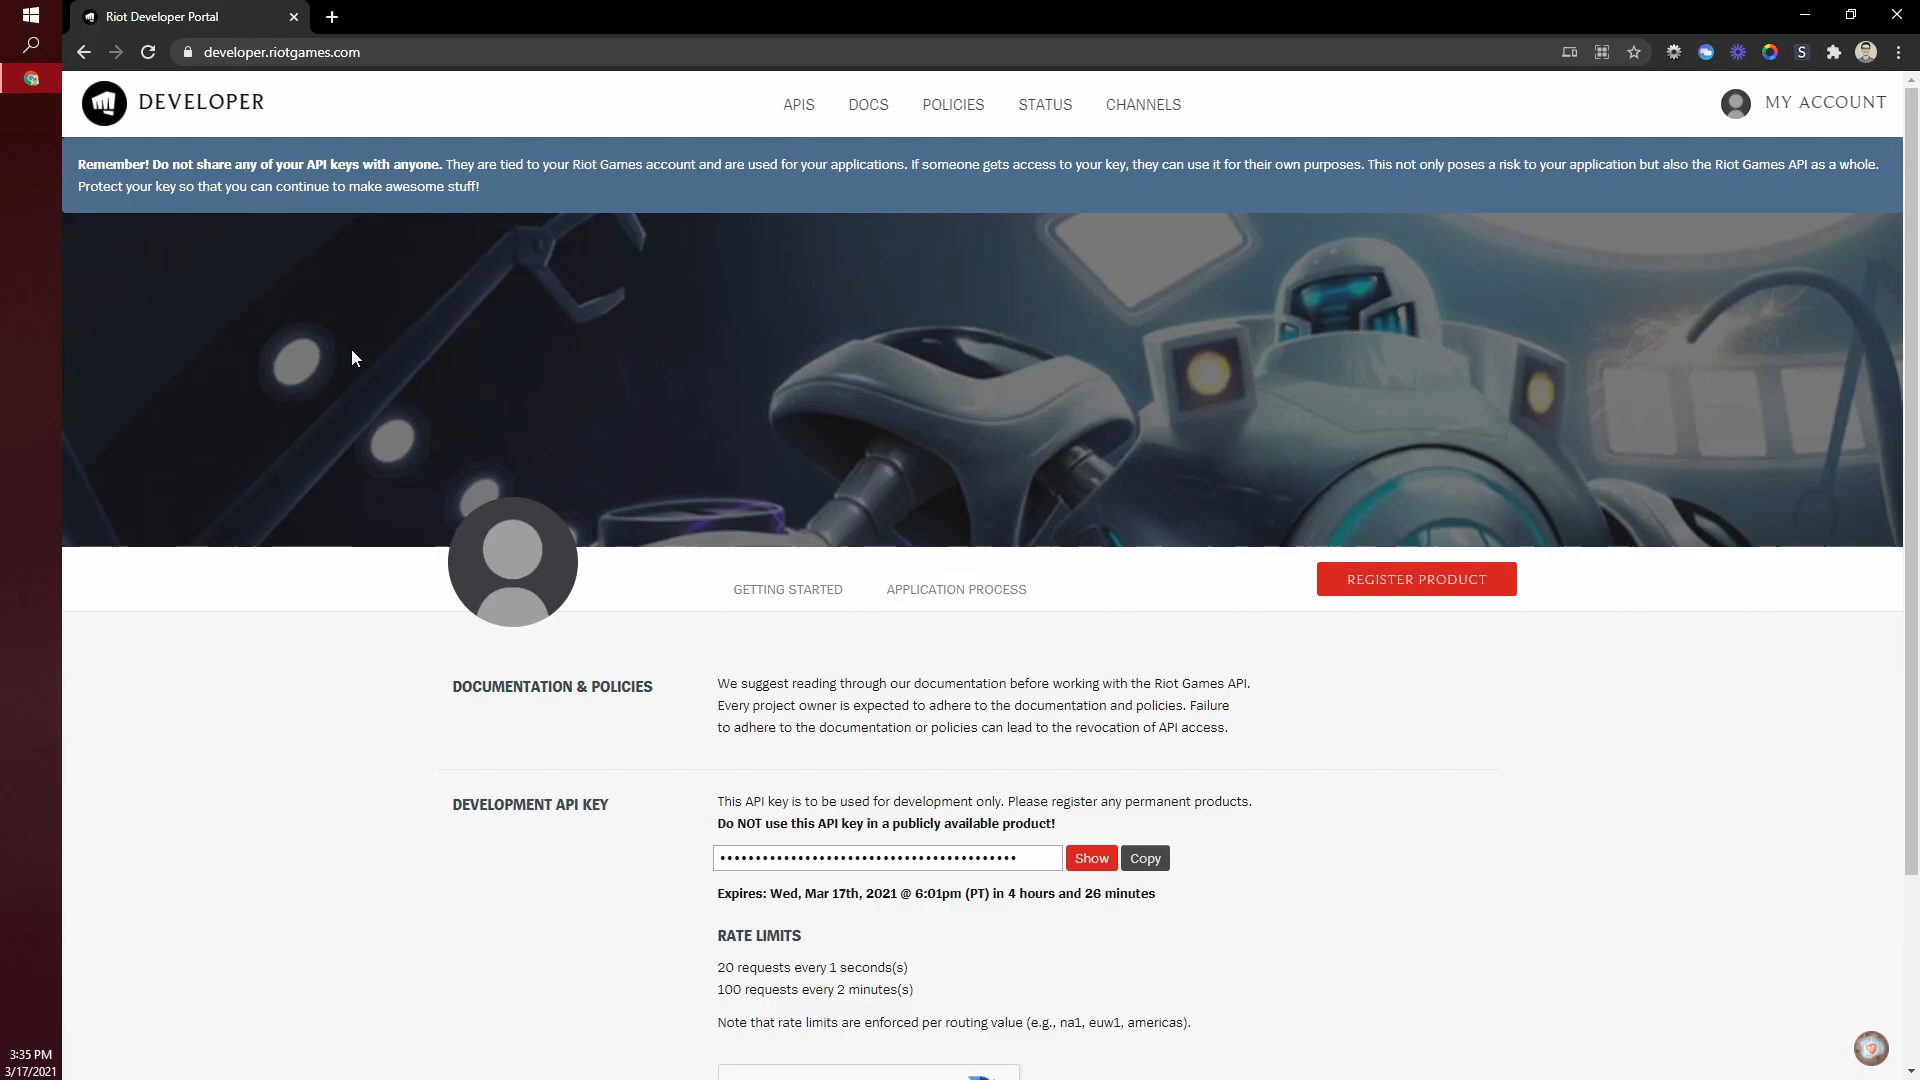 Riot Developer Portal
developer.riotgames.com
S
DEVELOPER
APIS
DOCS
POLICIES
STATUS
CHANNELS
MY ACCOUNT
Remember! Do not share any of your API keys with anyone. They are tied to your Riot Games account and are used for your applications. If someone gets access to your key, they can use it for their own purposes. This not only poses a risk to your application but also the Riot Games API as a whole.
Protect your key so that you can continue to make awesome stuff!
GETTING STARTED
APPLICATION PROCESS
REGISTER PRODUCT
DOCUMENTATION & POLICIES
We suggest reading through our documentation before working with the Riot Games API.
Every project owner is expected to adhere to the documentation and policies. Failure
to adhere to the documentation or policies can lead to the revocation of API access.
DEVELOPMENT API KEY
This API key is to be used for development only. Please register any permanent products.
Do NOT use this API key in a publicly available product!
Show
Copy
Expires: Wed, Mar 17th, 2021 @ 6:01pm (PT) in 4 hours and 26 minutes
RATE LIMITS
20 requests every 1 seconds(s)
100 requests every 2 minutes(s)
Note that rate limits are enforced per routing value (e.g., na1, euw1, americas).
3:35 PM
3/17/2021